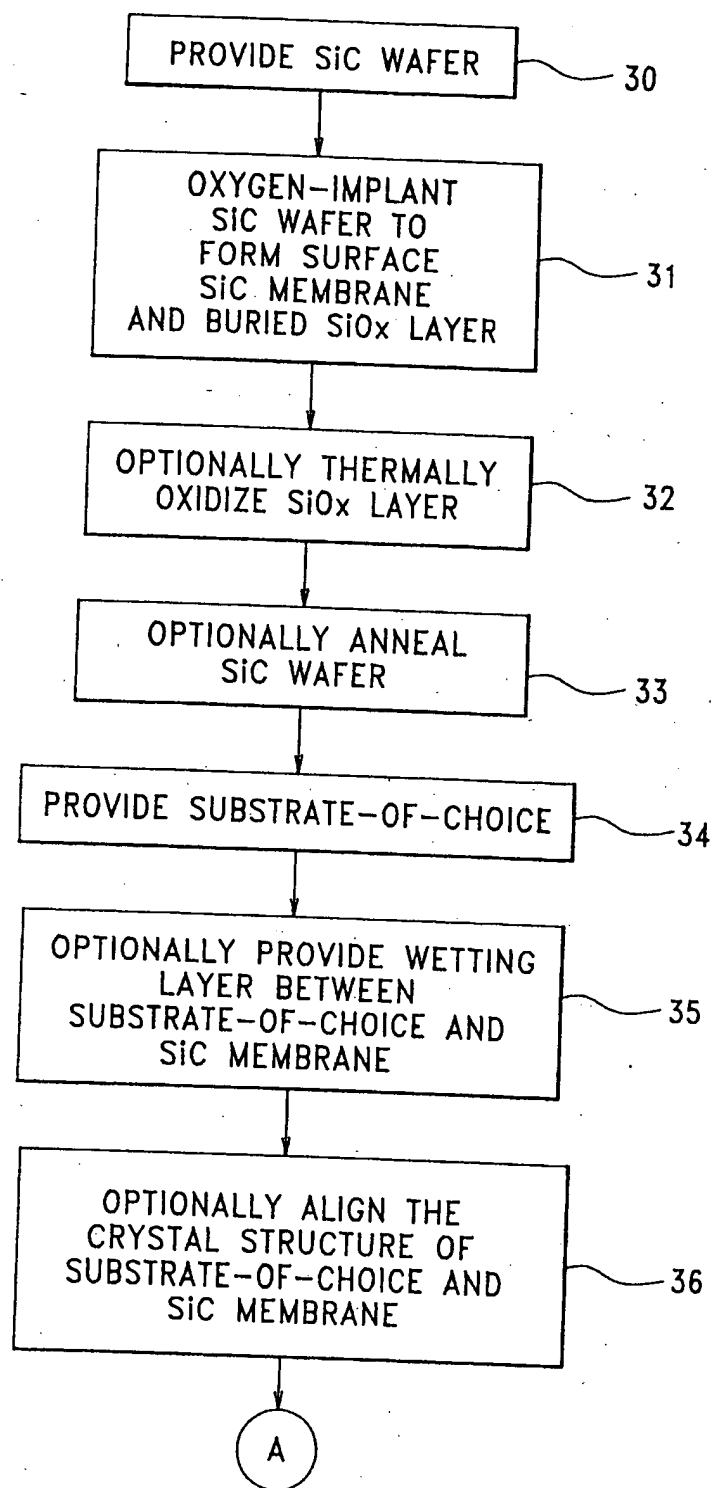 PROVIDE SiC WAFER
30
OXYGEN-IMPLANT
SiC WAFER TO
FORM SURFACE
SiC MEMBRANE
AND BURIED SiOx LAYER
31
OPTIONALLY THERMALLY
OXIDIZE SiOx LAYER
32
OPTIONALLY ANNEAL
SiC WAFER
33
PROVIDE SUBSTRATE-OF-CHOICE
34
OPTIONALLY PROVIDE WETTING
LAYER BETWEEN
SUBSTRATE-OF-CHOICE AND
SiC MEMBRANE
35
OPTIONALLY ALIGN THE
CRYSTAL STRUCTURE OF
SUBSTRATE-OF-CHOICE AND
SiC MEMBRANE
36
A